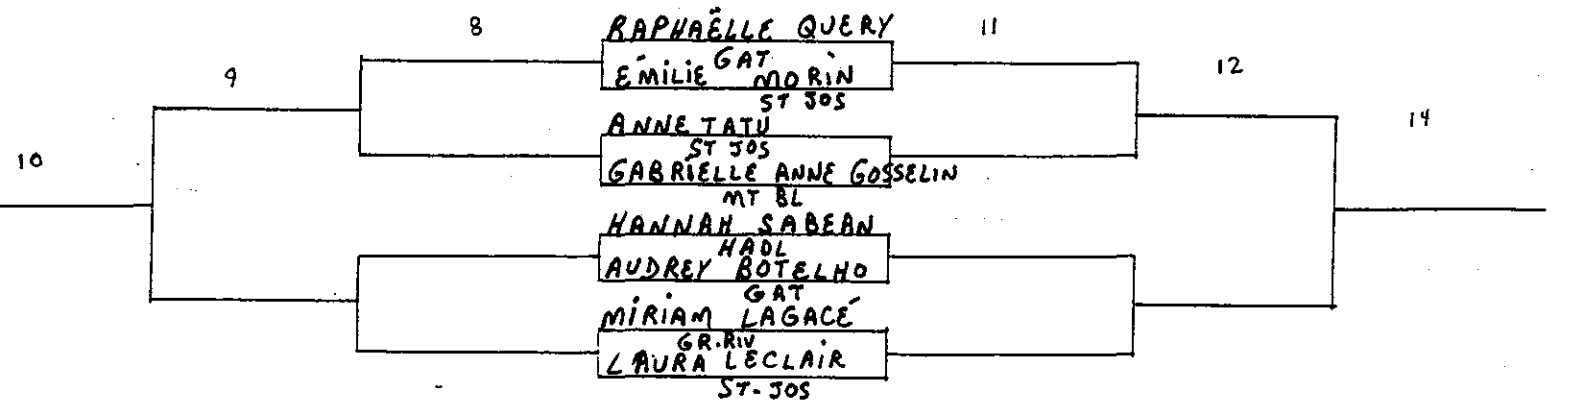 8
11
9
12
10
14
RAPHAËLLE QUERY
GAT
ÉMILIE MORIN
ST JOS
ANNE TATU
ST JOS
GABRIELLE ANNE GOSSELIN
MT BL
HANNAH SABEAN
HADL
AUDREY BOTELHO
GAT
MIRIAM LAGACÉ
GR.RIV
LAURA LECLAIR
ST-JOS